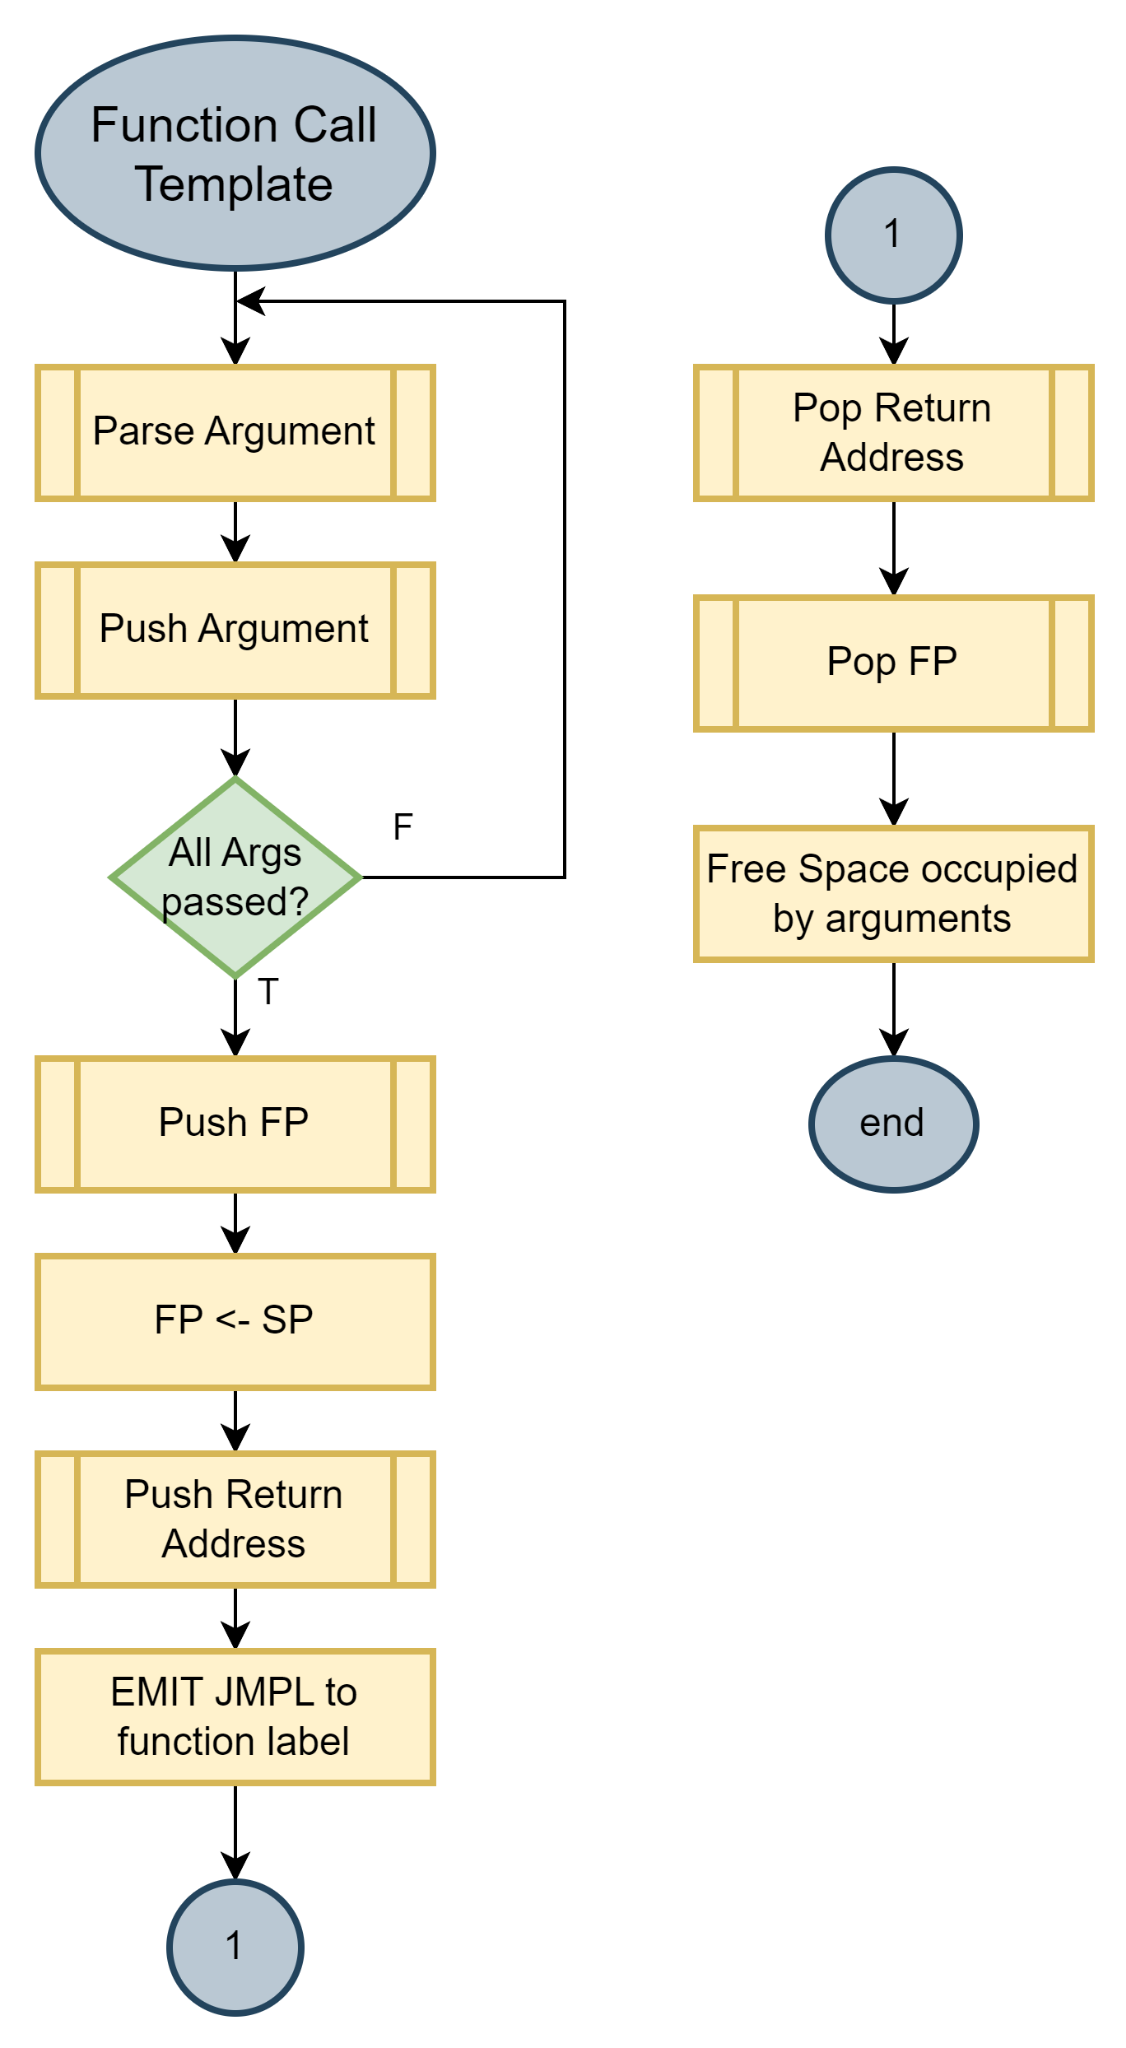 Function Call
Template
Parse Argument
Push Argument
All Args
passed?
F
T
Push FP
FP <- SP
Push Return
Address
EMIT JMPL to
function label
1
1
Pop Return
Address
Pop FP
Free Space occupied
by arguments
end